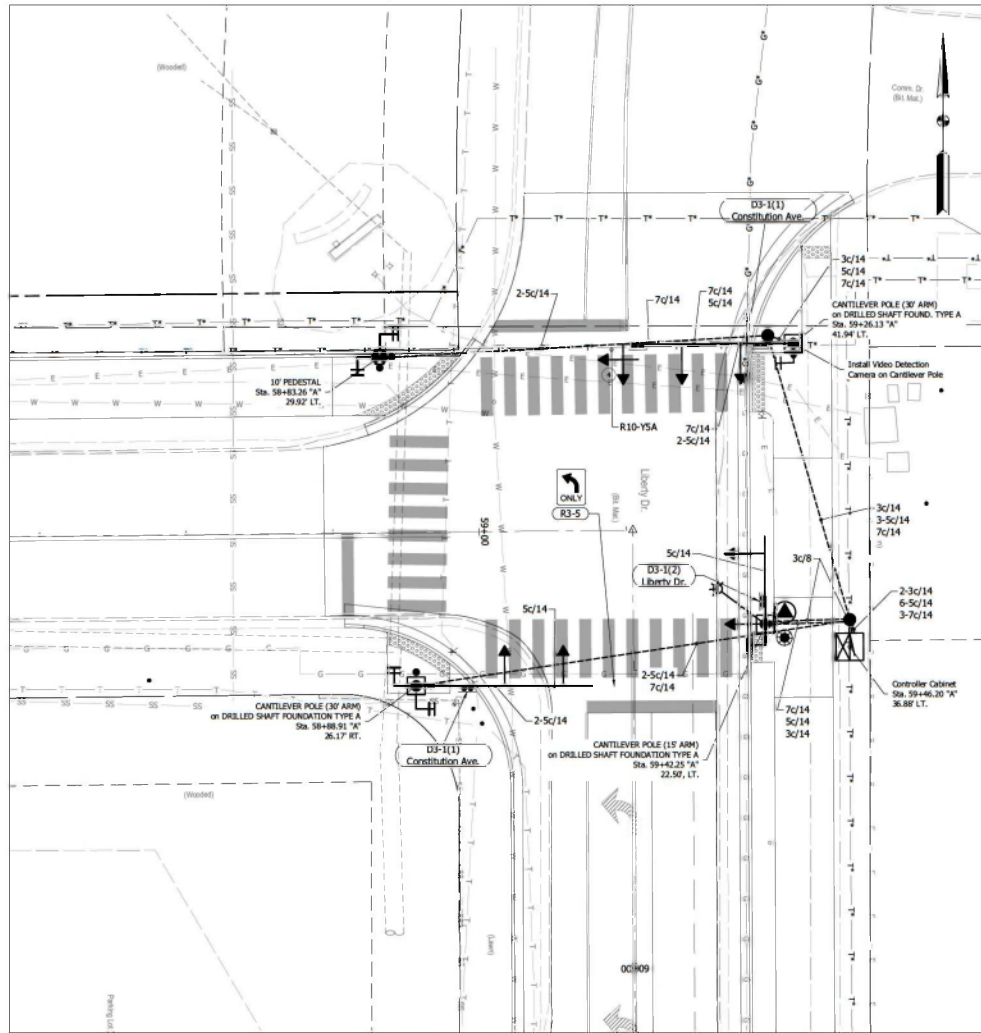 (Wooded)
Comm. Dr.
(Bit. Mat.)
D3-1(1)
Constitution Ave.
3c/14
5c/14
7c/14
2-5c/14
7c/14
7c/14
5c/14
CANTILEVER POLE (30' ARM)
on DRILLED SHAFT FOUND. TYPE A
Sta. 59+26.13 "A"
41.94' LT.
Install Video Detection
Camera on Cantilever Pole
10' PEDESTAL
Sta. 58+83.26 "A"
29.92' LT.
R10-Y5A
7c/14
2-5c/14
Liberty Dr.
(Bit. Mat.)
ONLY
R3-5
59+00
3c/14
3-5c/14
7c/14
5c/14
3c/8
D3-1(2)
Liberty Dr.
2-3c/14
6-5c/14
3-7c/14
5c/14
2-5c/14
7c/14
Controller Cabinet
Sta. 59+46.20 "A"
36.88' LT.
CANTILEVER POLE (30' ARM)
on DRILLED SHAFT FOUNDATION TYPE A
Sta. 58+88.91 "A"
26.17' RT.
2-5c/14
7c/14
5c/14
3c/14
D3-1(1)
Constitution Ave.
CANTILEVER POLE (15' ARM)
on DRILLED SHAFT FOUNDATION TYPE A
Sta. 59+42.25 "A"
22.50', LT.
(Wooded)
(Lawn)
60+00
Parking Lot